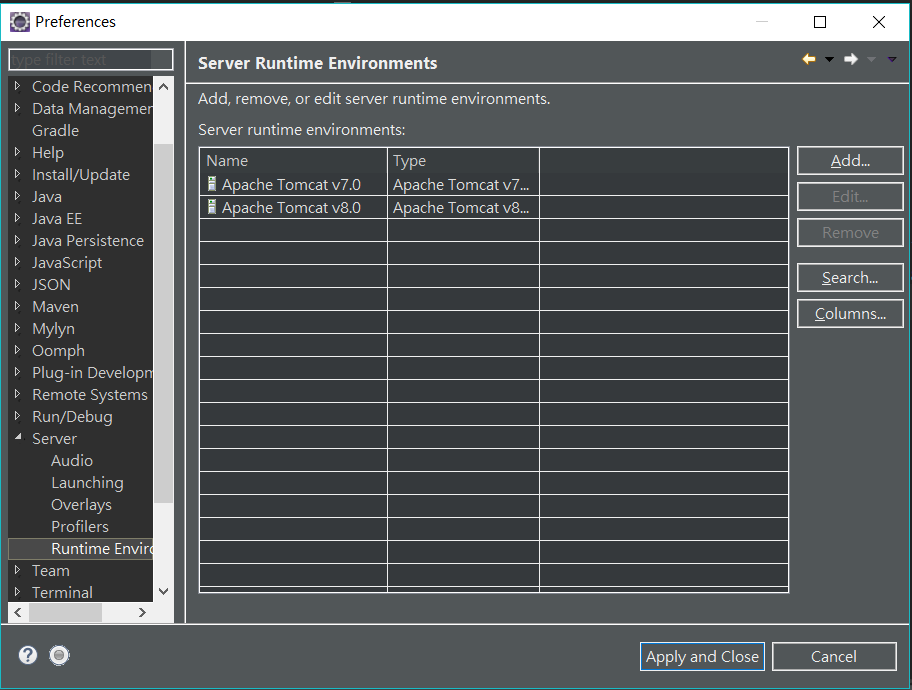 Preferences
type filter text
Code Recommen
Data Managemen
Gradle
Help
Install/Update
Java
Java EE
Java Persistence
JavaScript
JSON
Maven
Mylyn
Oomph
Plug-in Developm
Remote Systems
Run/Debug
Server
Audio
Launching
Overlays
Profilers
Runtime Enviro
Team
Terminal
Server Runtime Environments
Add, remove, or edit server runtime environments.
Server runtime environments:
Name Type
Apache Tomcat v7.0 Apache Tomcat v7...
Apache Tomcat v8.0 Apache Tomcat v8...
Add...
Edit...
Remove
Search...
Columns...
?
Apply and Close
Cancel